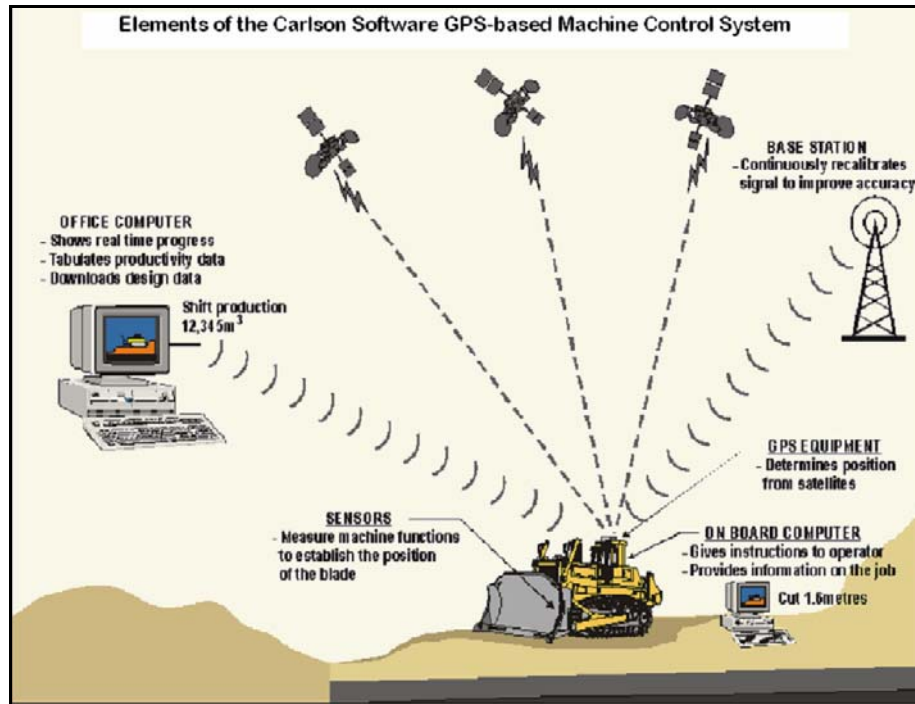 Elements of the Carlson Software GPS-based Machine Control System
BASE STATION
- Continuously recalibrates
signal to improve accuracy
OFFICE COMPUTER
- Shows real time progress
- Tabulates productivity data
- Downloads design data
Shift production
12,345m³
GPS EQUIPMENT
- Determines position
from satellites
SENSORS
- Measure machine functions
to establish the position
of the blade
ON BOARD COMPUTER
- Gives instructions to operator
- Provides information on the job
Cut 1.6metres